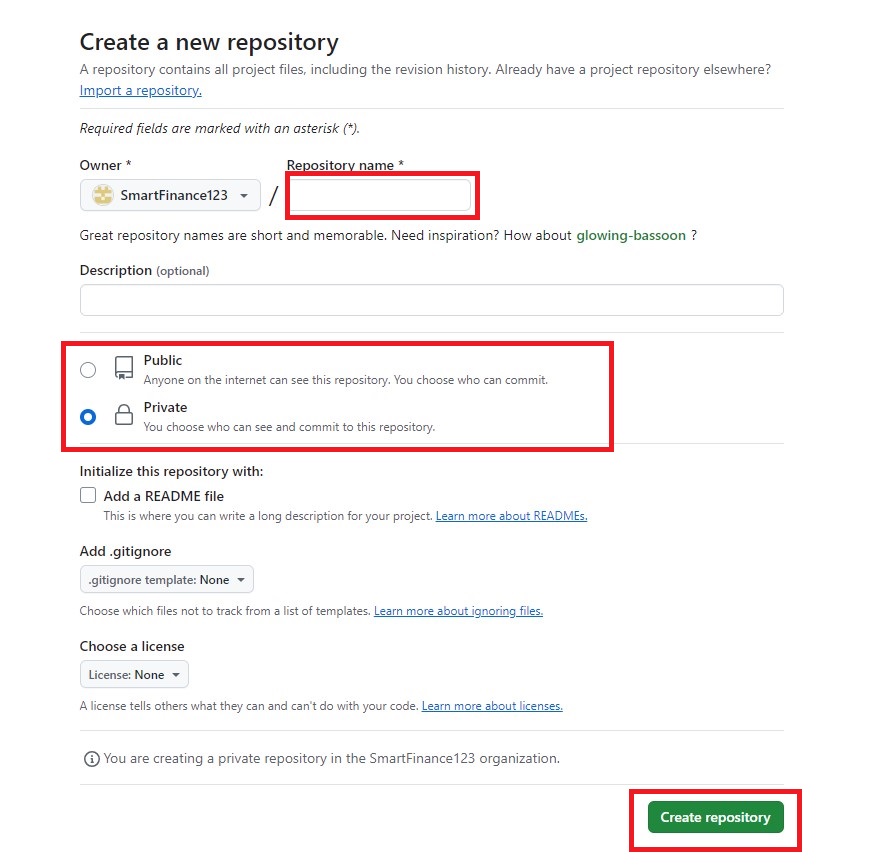 Create a new repository
A repository contains all project files, including the revision history. Already have a project repository elsewhere?
Import a repository.
Required fields are marked with an asterisk (*).
Owner * Repository name *
SmartFinance123 /
Great repository names are short and memorable. Need inspiration? How about glowing-bassoon ?
Description (optional)
Public
Anyone on the internet can see this repository. You choose who can commit.
Private
You choose who can see and commit to this repository.
Initialize this repository with:
Add a README file
This is where you can write a long description for your project. Learn more about READMEs.
Add .gitignore
.gitignore template: None
Choose which files not to track from a list of templates. Learn more about ignoring files.
Choose a license
License: None
A license tells others what they can and can't do with your code. Learn more about licenses.
You are creating a private repository in the SmartFinance123 organization.
Create repository